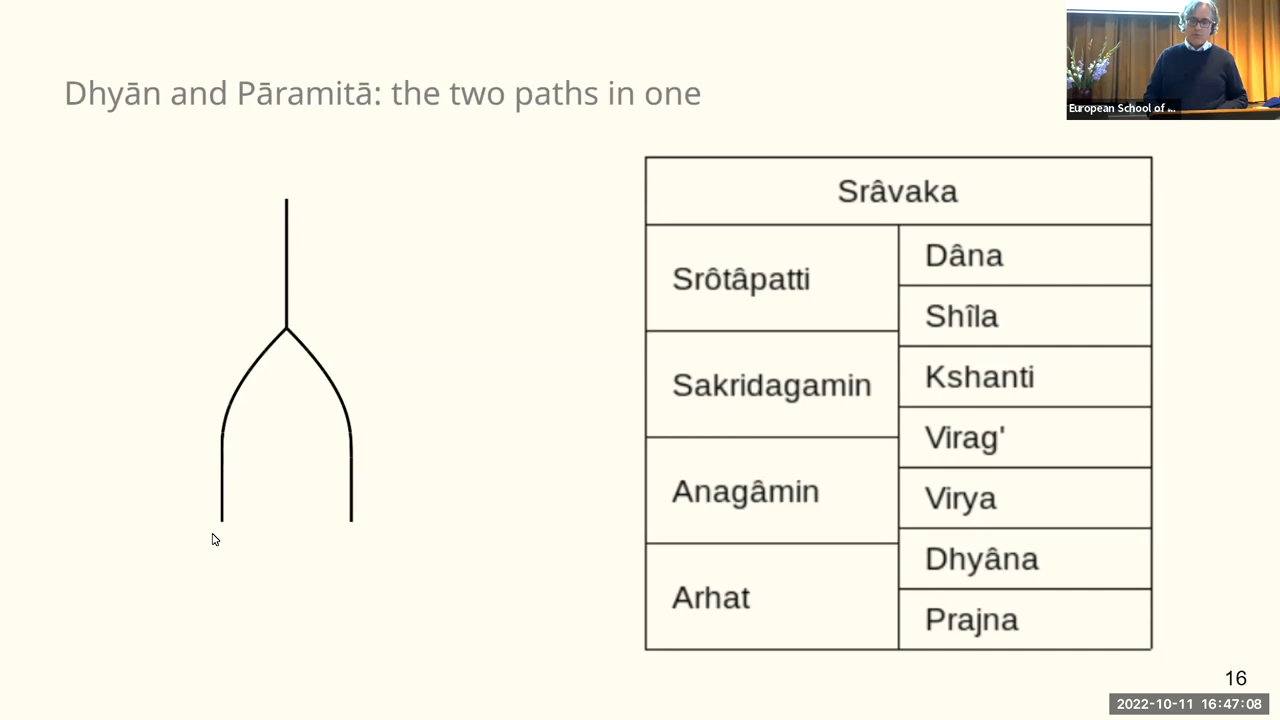 Dhyān and Pāramitā: the two paths in one
European School of ...
Srâvaka
Srôtâpatti
Sakridagamin
Anagâmin
Arhat
Dâna
Shîla
Kshanti
Virag'
Virya
Dhyâna
Prajna
16
2022-10-11 16:47:08